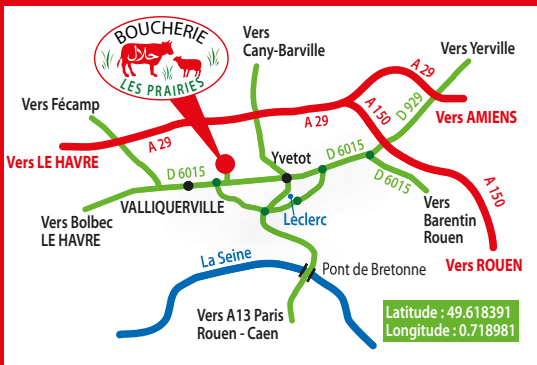 BOUCHERIE
حلال
LES PRAIRIES
Vers
Cany-Barville
Vers Yerville
A 29
D 929
A 150
Vers AMIENS
Vers Fécamp
A 29
A 29
Vers LE HAVRE
D 6015
Yvetot
D 6015
D 6015
VALLIQUERVILLE
Leclerc
Vers Bolbec
LE HAVRE
Vers
Barentin
Rouen
A 150
Vers ROUEN
La Seine
Pont de Bretonne
Vers A13 Paris
Rouen - Caen
Latitude : 49.618391
Longitude : 0.718981